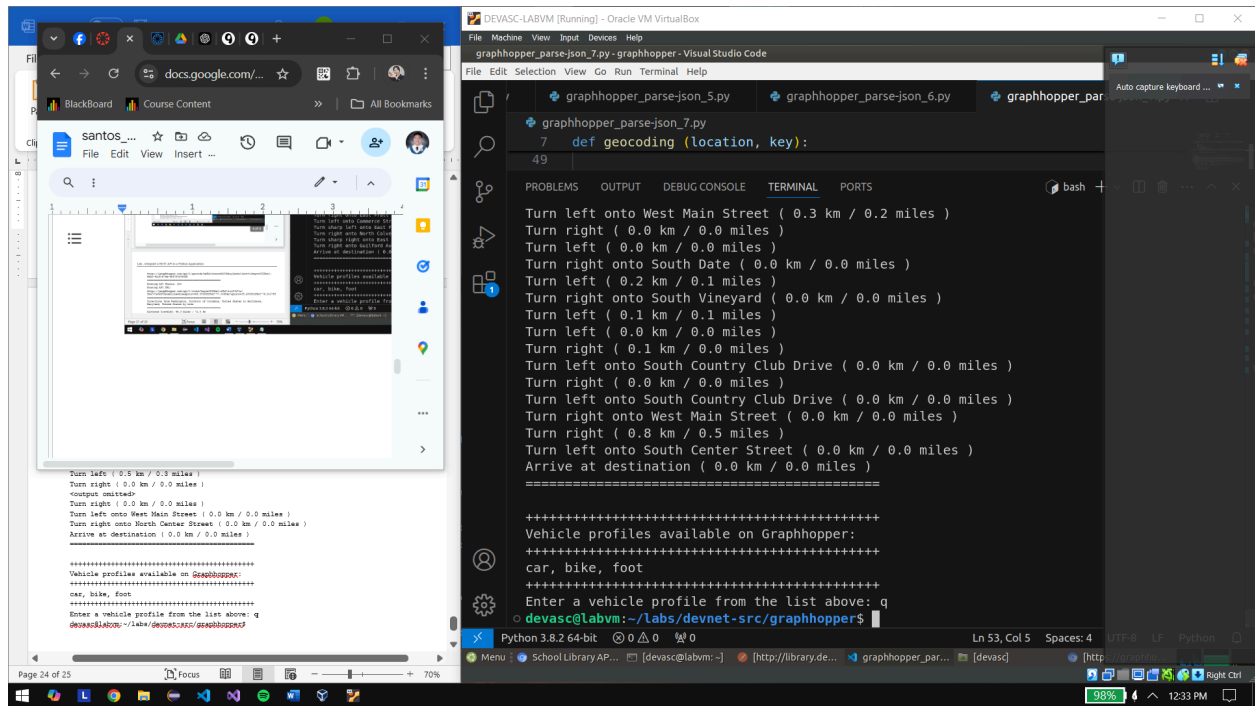 docs.google.com/...
BlackBoard
Course Content
»
All Bookmarks
santos_...
File Edit View Insert ...
1 2 3
Turn left ( 0.5 km / 0.3 miles )
Turn right ( 0.0 km / 0.0 miles )
<output omitted>
Turn right ( 0.0 km / 0.0 miles )
Turn left onto West Main Street ( 0.0 km / 0.0 miles )
Turn right onto North Center Street ( 0.0 km / 0.0 miles )
Arrive at destination ( 0.0 km / 0.0 miles )
=============================================
+++++++++++++++++++++++++++++++++++++++++++++
Vehicle profiles available on Graphhopper:
+++++++++++++++++++++++++++++++++++++++++++++
car, bike, foot
+++++++++++++++++++++++++++++++++++++++++++++
Enter a vehicle profile from the list above: q
devasc@labvm:~/labs/devnet-src/graphhopper$
Page 24 of 25
Focus
70%
DEVASC-LABVM [Running] - Oracle VM VirtualBox
File Machine View Input Devices Help
graphhopper_parse-json_7.py - graphhopper - Visual Studio Code
File Edit Selection View Go Run Terminal Help
graphhopper_parse-json_5.py
graphhopper_parse-json_6.py
graphhopper_par
Auto capture keyboard ...
graphhopper_parse-json_7.py
7 def geocoding (location, key):
49
PROBLEMS OUTPUT DEBUG CONSOLE TERMINAL PORTS
bash
Turn left onto West Main Street ( 0.3 km / 0.2 miles )
Turn right ( 0.0 km / 0.0 miles )
Turn left ( 0.0 km / 0.0 miles )
Turn right onto South Date ( 0.0 km / 0.0 miles )
Turn left ( 0.2 km / 0.1 miles )
Turn right onto South Vineyard ( 0.0 km / 0.0 miles )
Turn left ( 0.1 km / 0.1 miles )
Turn left ( 0.0 km / 0.0 miles )
Turn right ( 0.1 km / 0.0 miles )
Turn left onto South Country Club Drive ( 0.0 km / 0.0 miles )
Turn right ( 0.0 km / 0.0 miles )
Turn left onto South Country Club Drive ( 0.0 km / 0.0 miles )
Turn right onto West Main Street ( 0.0 km / 0.0 miles )
Turn right ( 0.8 km / 0.5 miles )
Turn left onto South Center Street ( 0.0 km / 0.0 miles )
Arrive at destination ( 0.0 km / 0.0 miles )
=============================================
+++++++++++++++++++++++++++++++++++++++++++++
Vehicle profiles available on Graphhopper:
+++++++++++++++++++++++++++++++++++++++++++++
car, bike, foot
+++++++++++++++++++++++++++++++++++++++++++++
Enter a vehicle profile from the list above: q
devasc@labvm:~/labs/devnet-src/graphhopper$
1
Python 3.8.2 64-bit 0 0 0
Ln 53, Col 5 Spaces: 4 UTF-8 LF Python
Menu School Library AP... [devasc@labvm: ~] [http://library.de... graphhopper_par... [devasc]
Right Ctrl
98%
12:33 PM